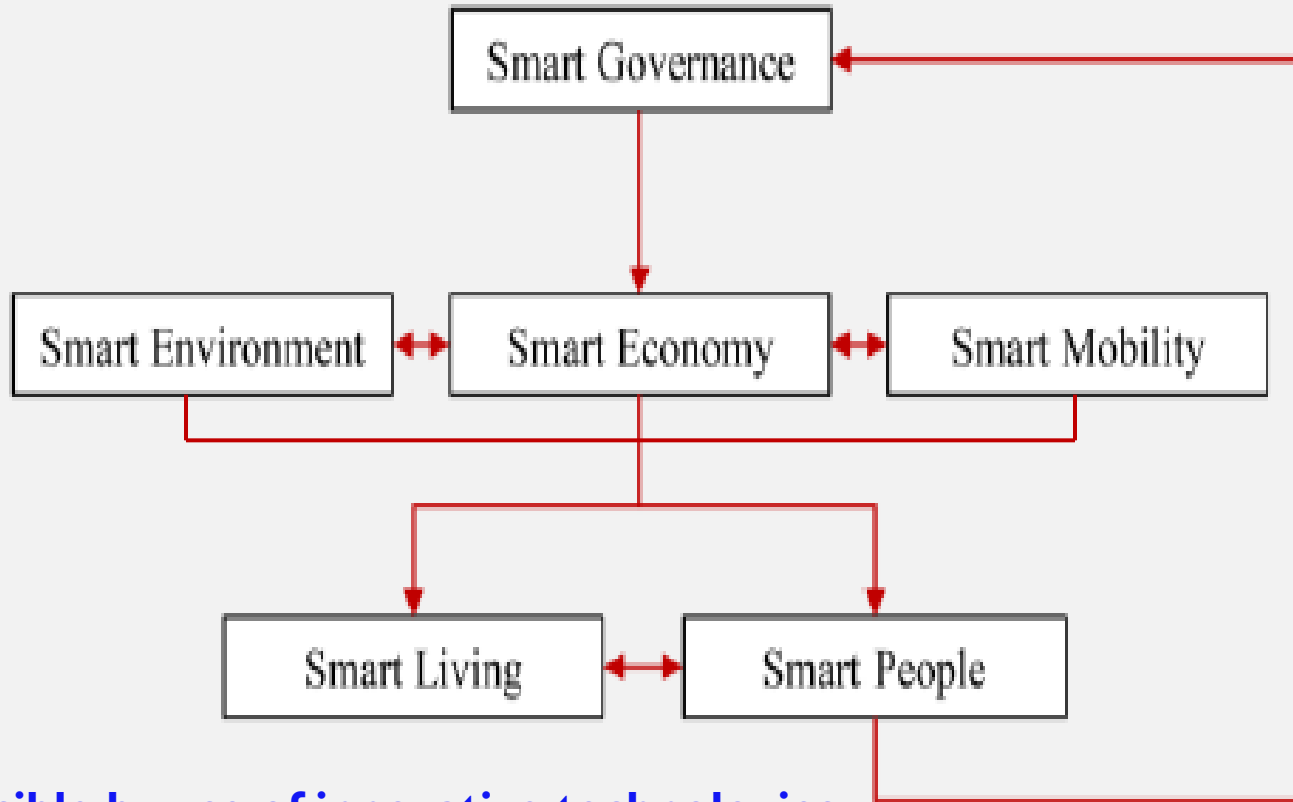 Smart Governance
Smart Environment
Smart Economy
Smart Mobility
Smart Living
Smart People